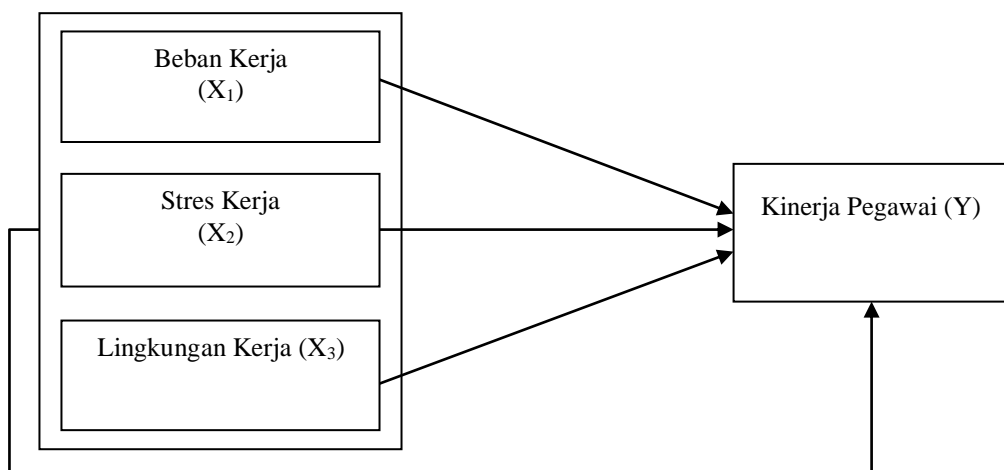 Beban Kerja
(X₁)
Stres Kerja
(X₂)
Kinerja Pegawai (Y)
Lingkungan Kerja (X₃)